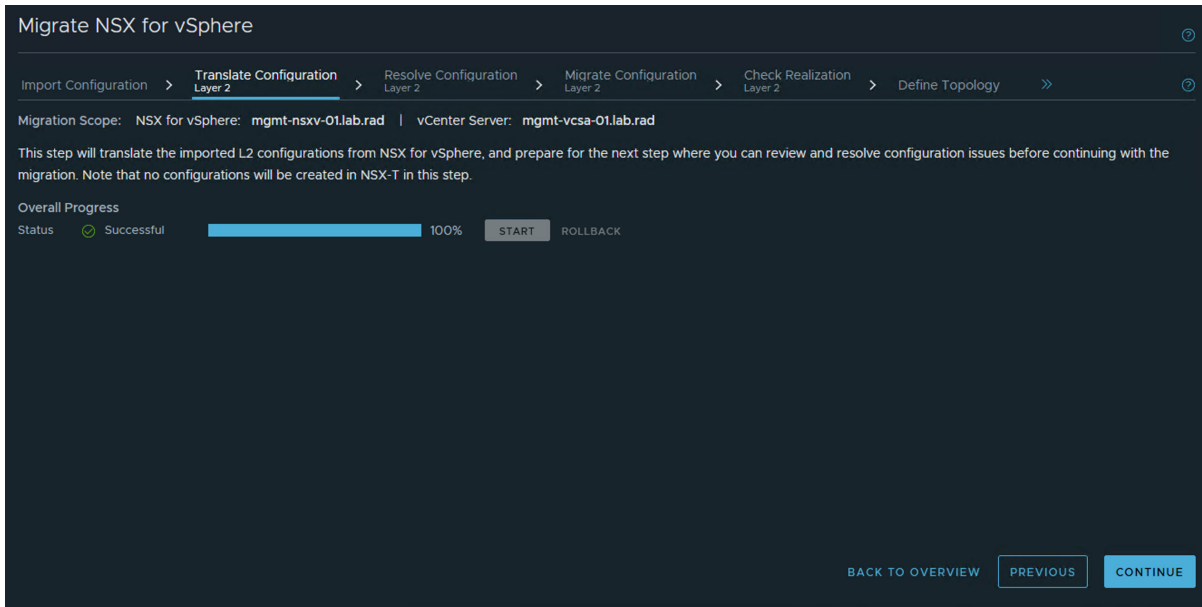 Migrate NSX for vSphere
Import Configuration > Translate Configuration > Resolve Configuration > Migrate Configuration > Check Realization > Define Topology »
Layer 2 Layer 2 Layer 2 Layer 2
Migration Scope: NSX for vSphere: mgmt-nsxv-01.lab.rad | vCenter Server: mgmt-vcsa-01.lab.rad
This step will translate the imported L2 configurations from NSX for vSphere, and prepare for the next step where you can review and resolve configuration issues before continuing with the
migration. Note that no configurations will be created in NSX-T in this step.
Overall Progress
Status Successful 100% START ROLLBACK
BACK TO OVERVIEW PREVIOUS CONTINUE